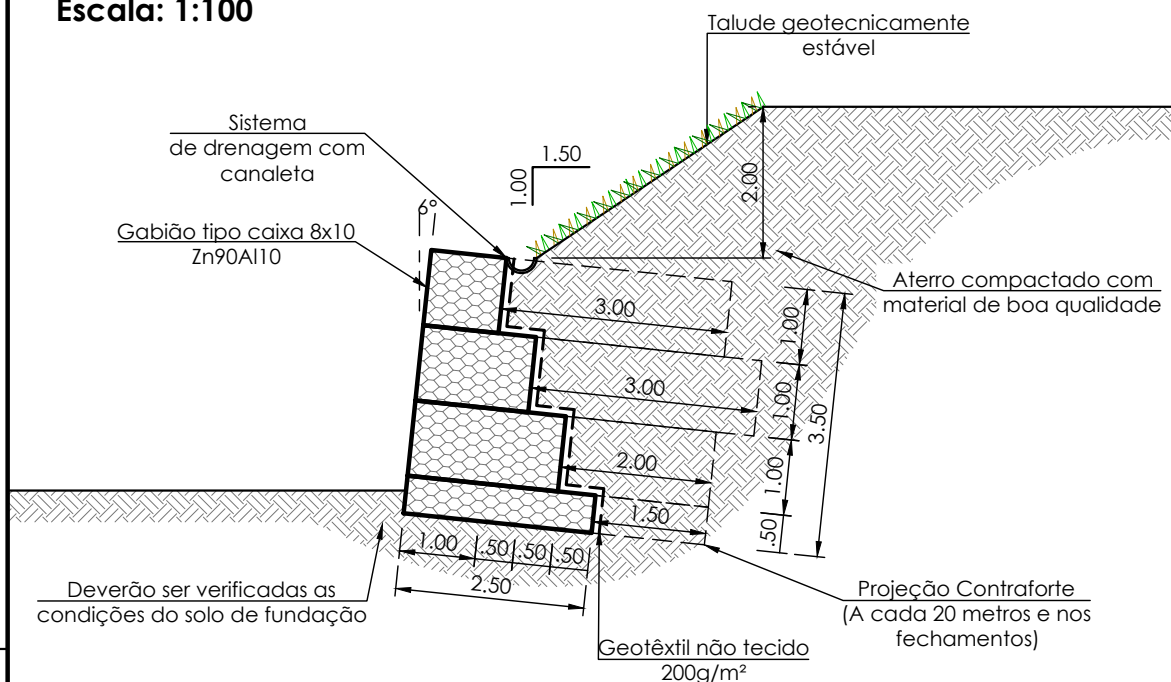 Escala: 1:100
Talude geotecnicamente
estável
Sistema
de drenagem com
canaleta
1.50
1.00
2.00
6°
Gabião tipo caixa 8x10
Zn90Al10
Aterro compactado com
material de boa qualidade
3.00
1.00
3.00
1.00
3.50
2.00
1.00
1.50
.50
1.00
.50
.50
.50
2.50
Deverão ser verificadas as
condições do solo de fundação
Projeção Contraforte
(A cada 20 metros e nos
fechamentos)
Geotêxtil não tecido
200g/m²